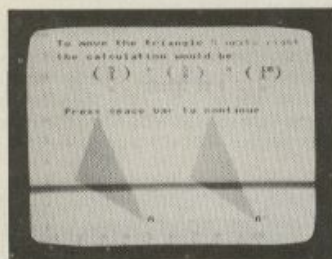 To move the triangle 5 units right
the calculation would be
Press space bar to continue
A A'